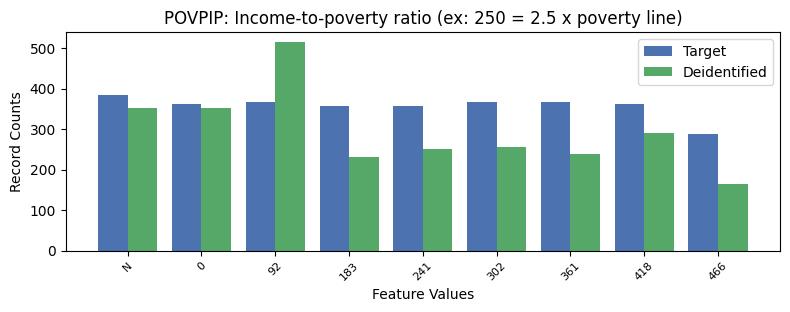 POVPIP: Income-to-poverty ratio (ex: 250 = 2.5 x poverty line)
Target
Deidentified
Record Counts
500
400
300
200
100
0
N 0 92 183 241 302 361 418 466
Feature Values